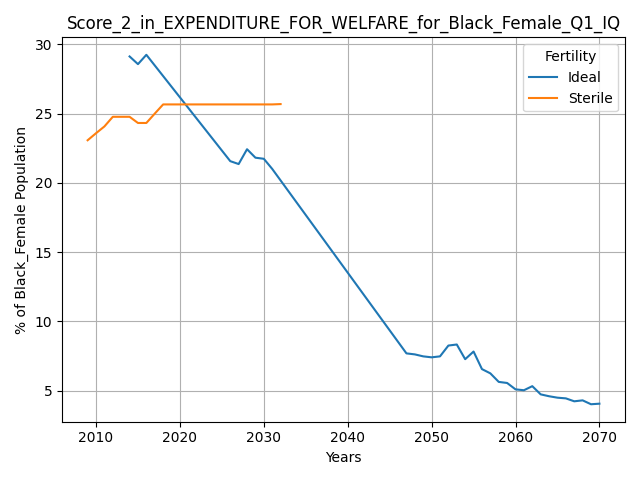 Score_2_in_EXPENDITURE_FOR_WELFARE_for_Black_Female_Q1_IQ
Fertility
Ideal
Sterile
% of Black_Female Population
30
25
20
15
10
5
2010 2020 2030 2040 2050 2060 2070
Years